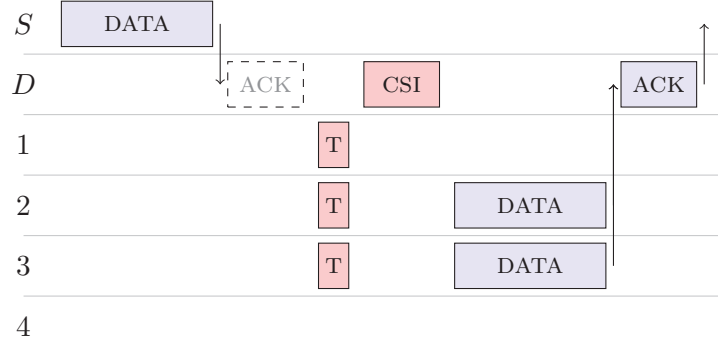 S DATA
D ACK CSI ACK
1 T
2 T DATA
3 T DATA
4